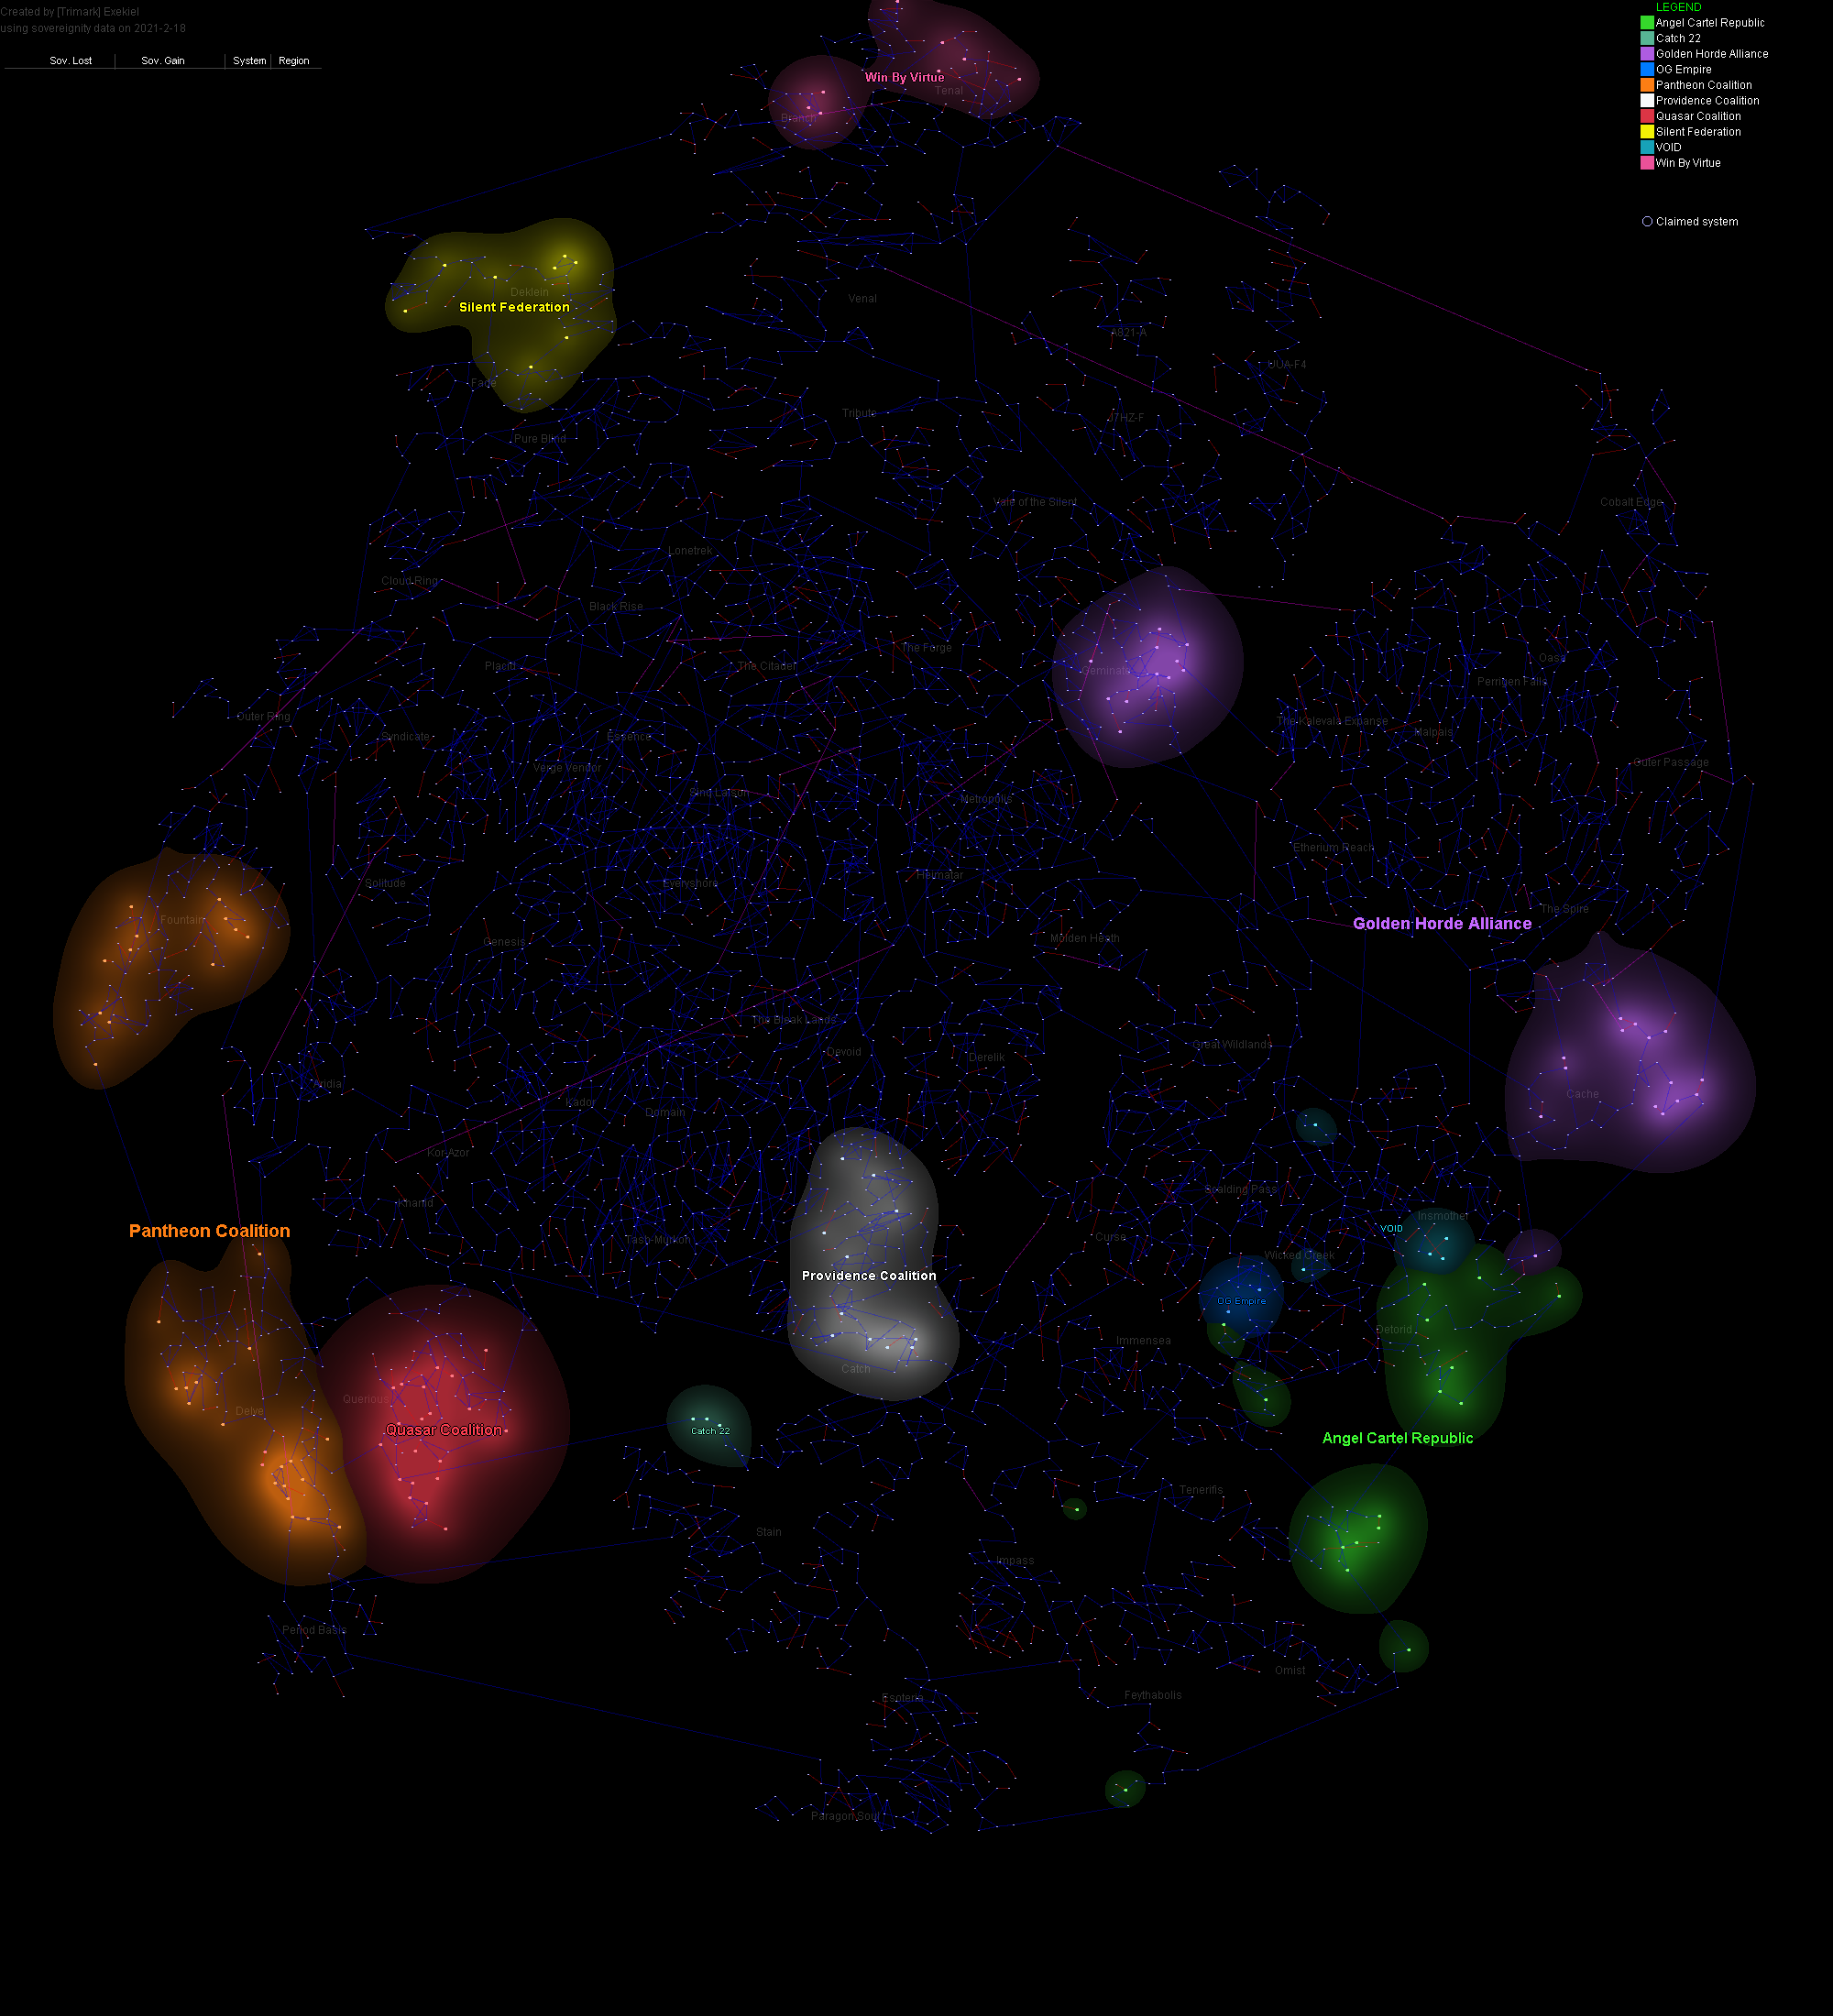 Created by [Trimark] Exekiel
using sovereignity data on 2021-2-18
Sov. Lost Sov. Gain System Region
LEGEND
Angel Cartel Republic
Catch 22
Golden Horde Alliance
OG Empire
Pantheon Coalition
Providence Coalition
Quasar Coalition
Silent Federation
VOID
Win By Virtue
Claimed system
Win By Virtue
Tenal
Branch
Deklein
Silent Federation
Venal
A821-A
UUA-F4
Fade
Tribute
J7HZ-F
Pure Blind
Vale of the Silent
Cobalt Edge
Lonetrek
Cloud Ring
Black Rise
The Forge
Oasa
Placid
The Citadel
Geminate
Perrigen Falls
Outer Ring
The Kalevala Expanse
Syndicate
Essence
Malpais
Outer Passage
Verge Vendor
Sinq Laison
Metropolis
Etherium Reach
Solitude
Everyshore
Heimatar
The Spire
Fountain
Golden Horde Alliance
Genesis
Molden Heath
The Bleak Lands
Great Wildlands
Devoid
Derelik
Aridia
Cache
Kador
Domain
Kor-Azor
Scalding Pass
Khanid
Insmother
Pantheon Coalition
VOID
Tash-Murkon
Curse
Wicked Creek
Providence Coalition
OG Empire
Detorid
Immensea
Catch
Querious
Delve
Quasar Coalition
Catch 22
Angel Cartel Republic
Tenerifis
Stain
Impass
Period Basis
Omist
Esoteria
Feythabolis
Paragon Soul